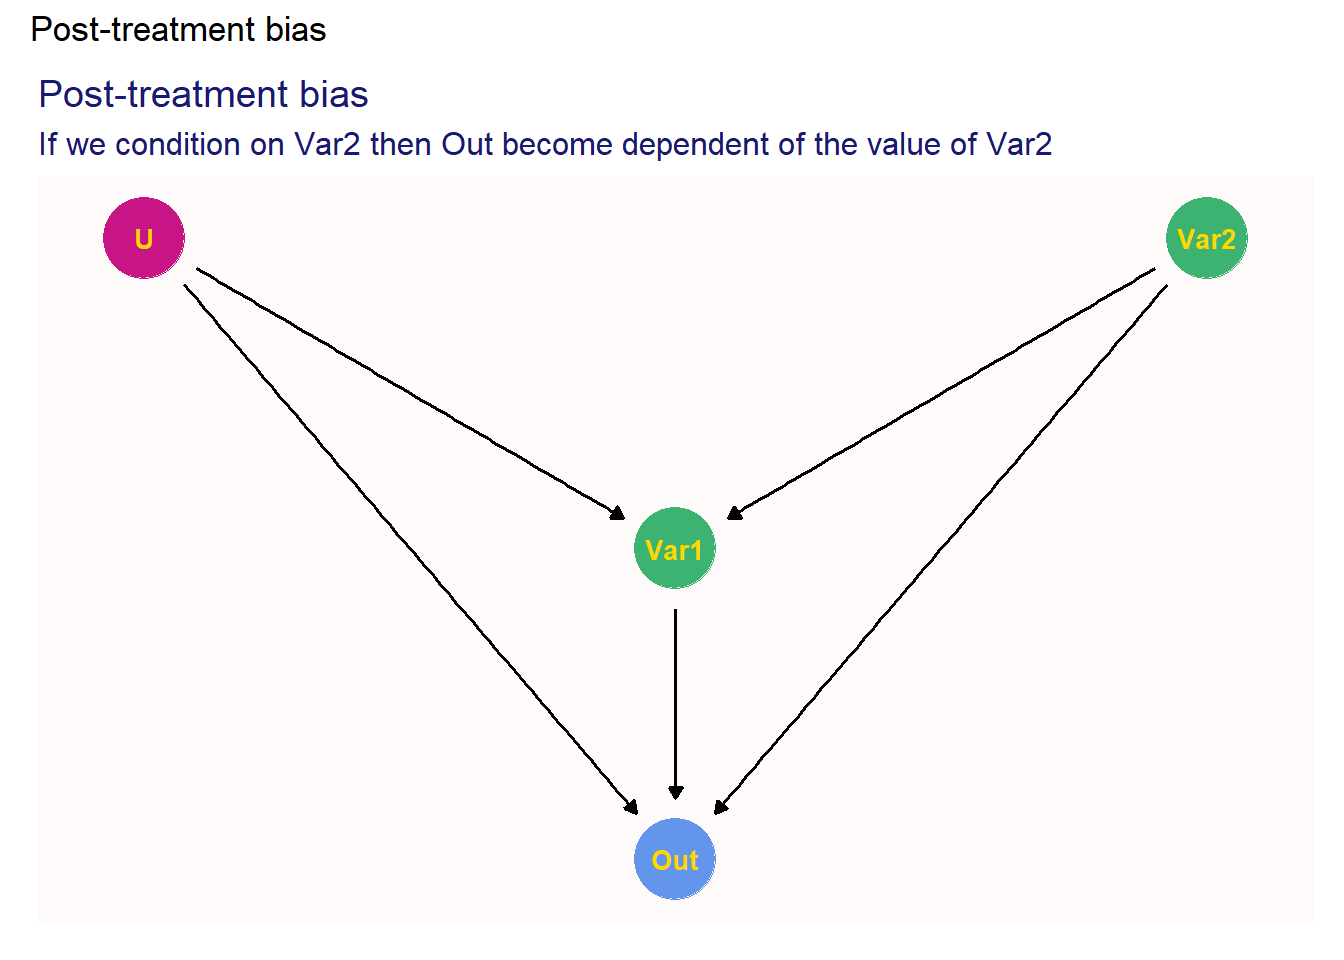 Post-treatment bias
Post-treatment bias
If we condition on Var2 then Out become dependent of the value of Var2
U
Var2
Var1
Out